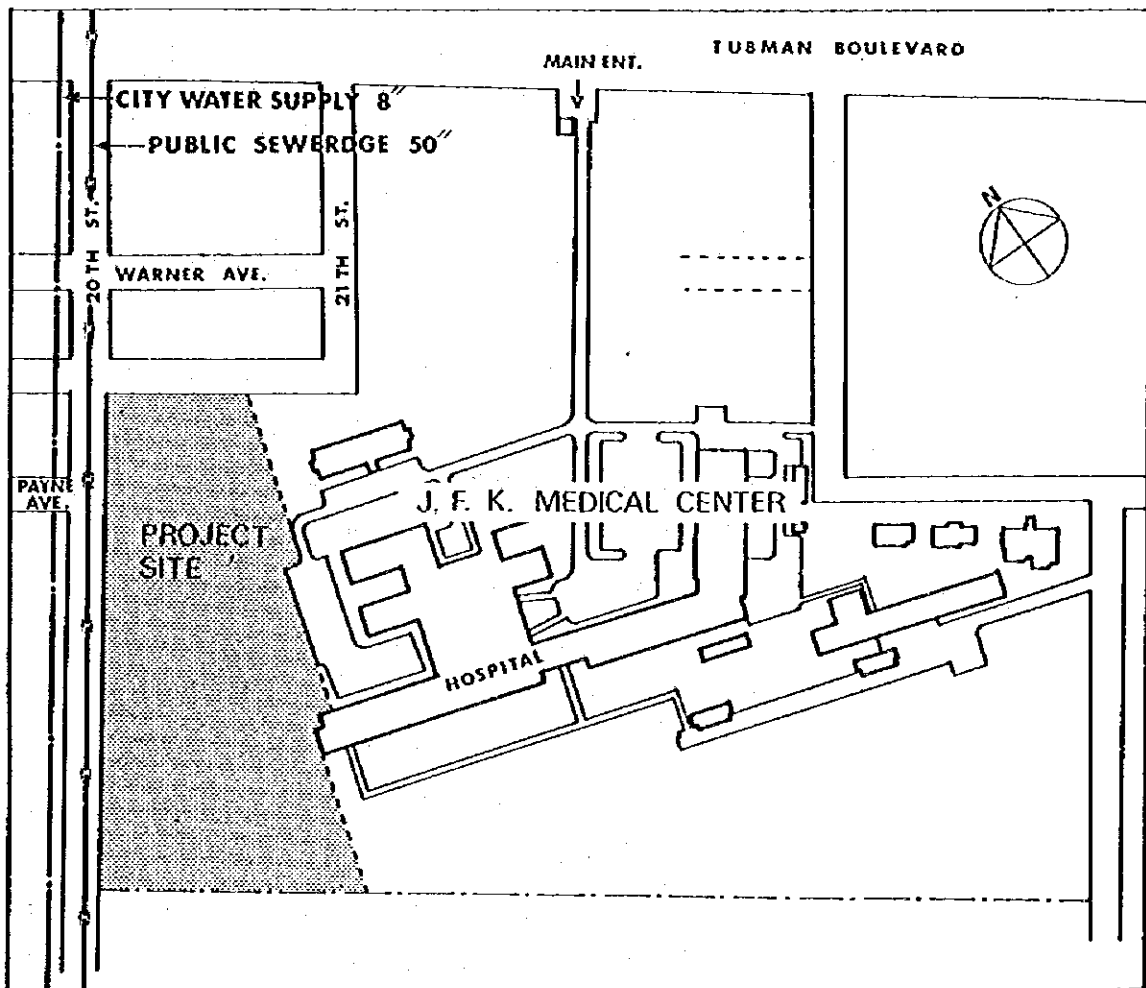 TUBMAN BOULEVARD
MAIN ENT.
CITY WATER SUPPLY 8"
PUBLIC SEWERDGE 50"
20TH ST.
21TH ST.
WARNER AVE.
N
PAYNE
AVE.
J. F. K. MEDICAL CENTER
PROJECT
SITE
HOSPITAL